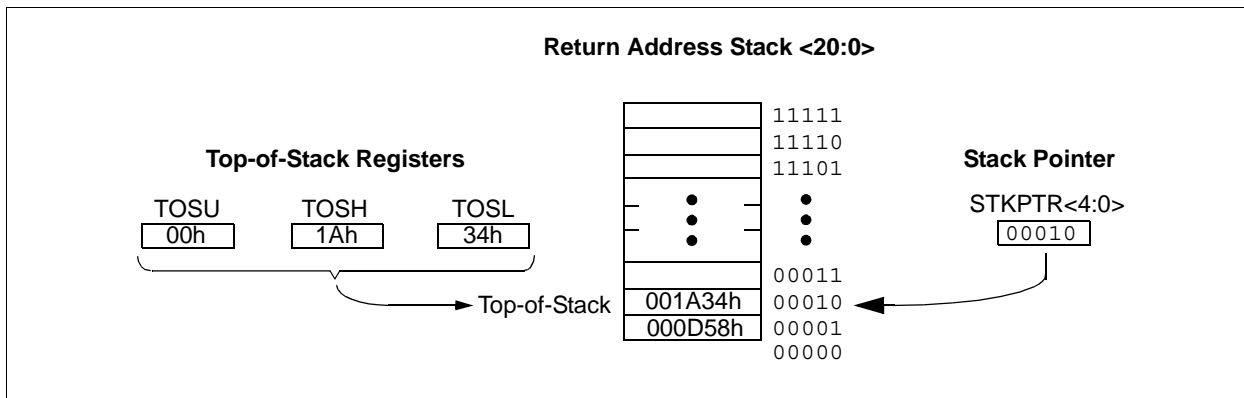 Return Address Stack <20:0>
11111
11110
Top-of-Stack Registers
11101
Stack Pointer
TOSU TOSH TOSL
STKPTR<4:0>
00h 1Ah 34h
00010
00011
Top-of-Stack 001A34h 00010
000D58h 00001
00000